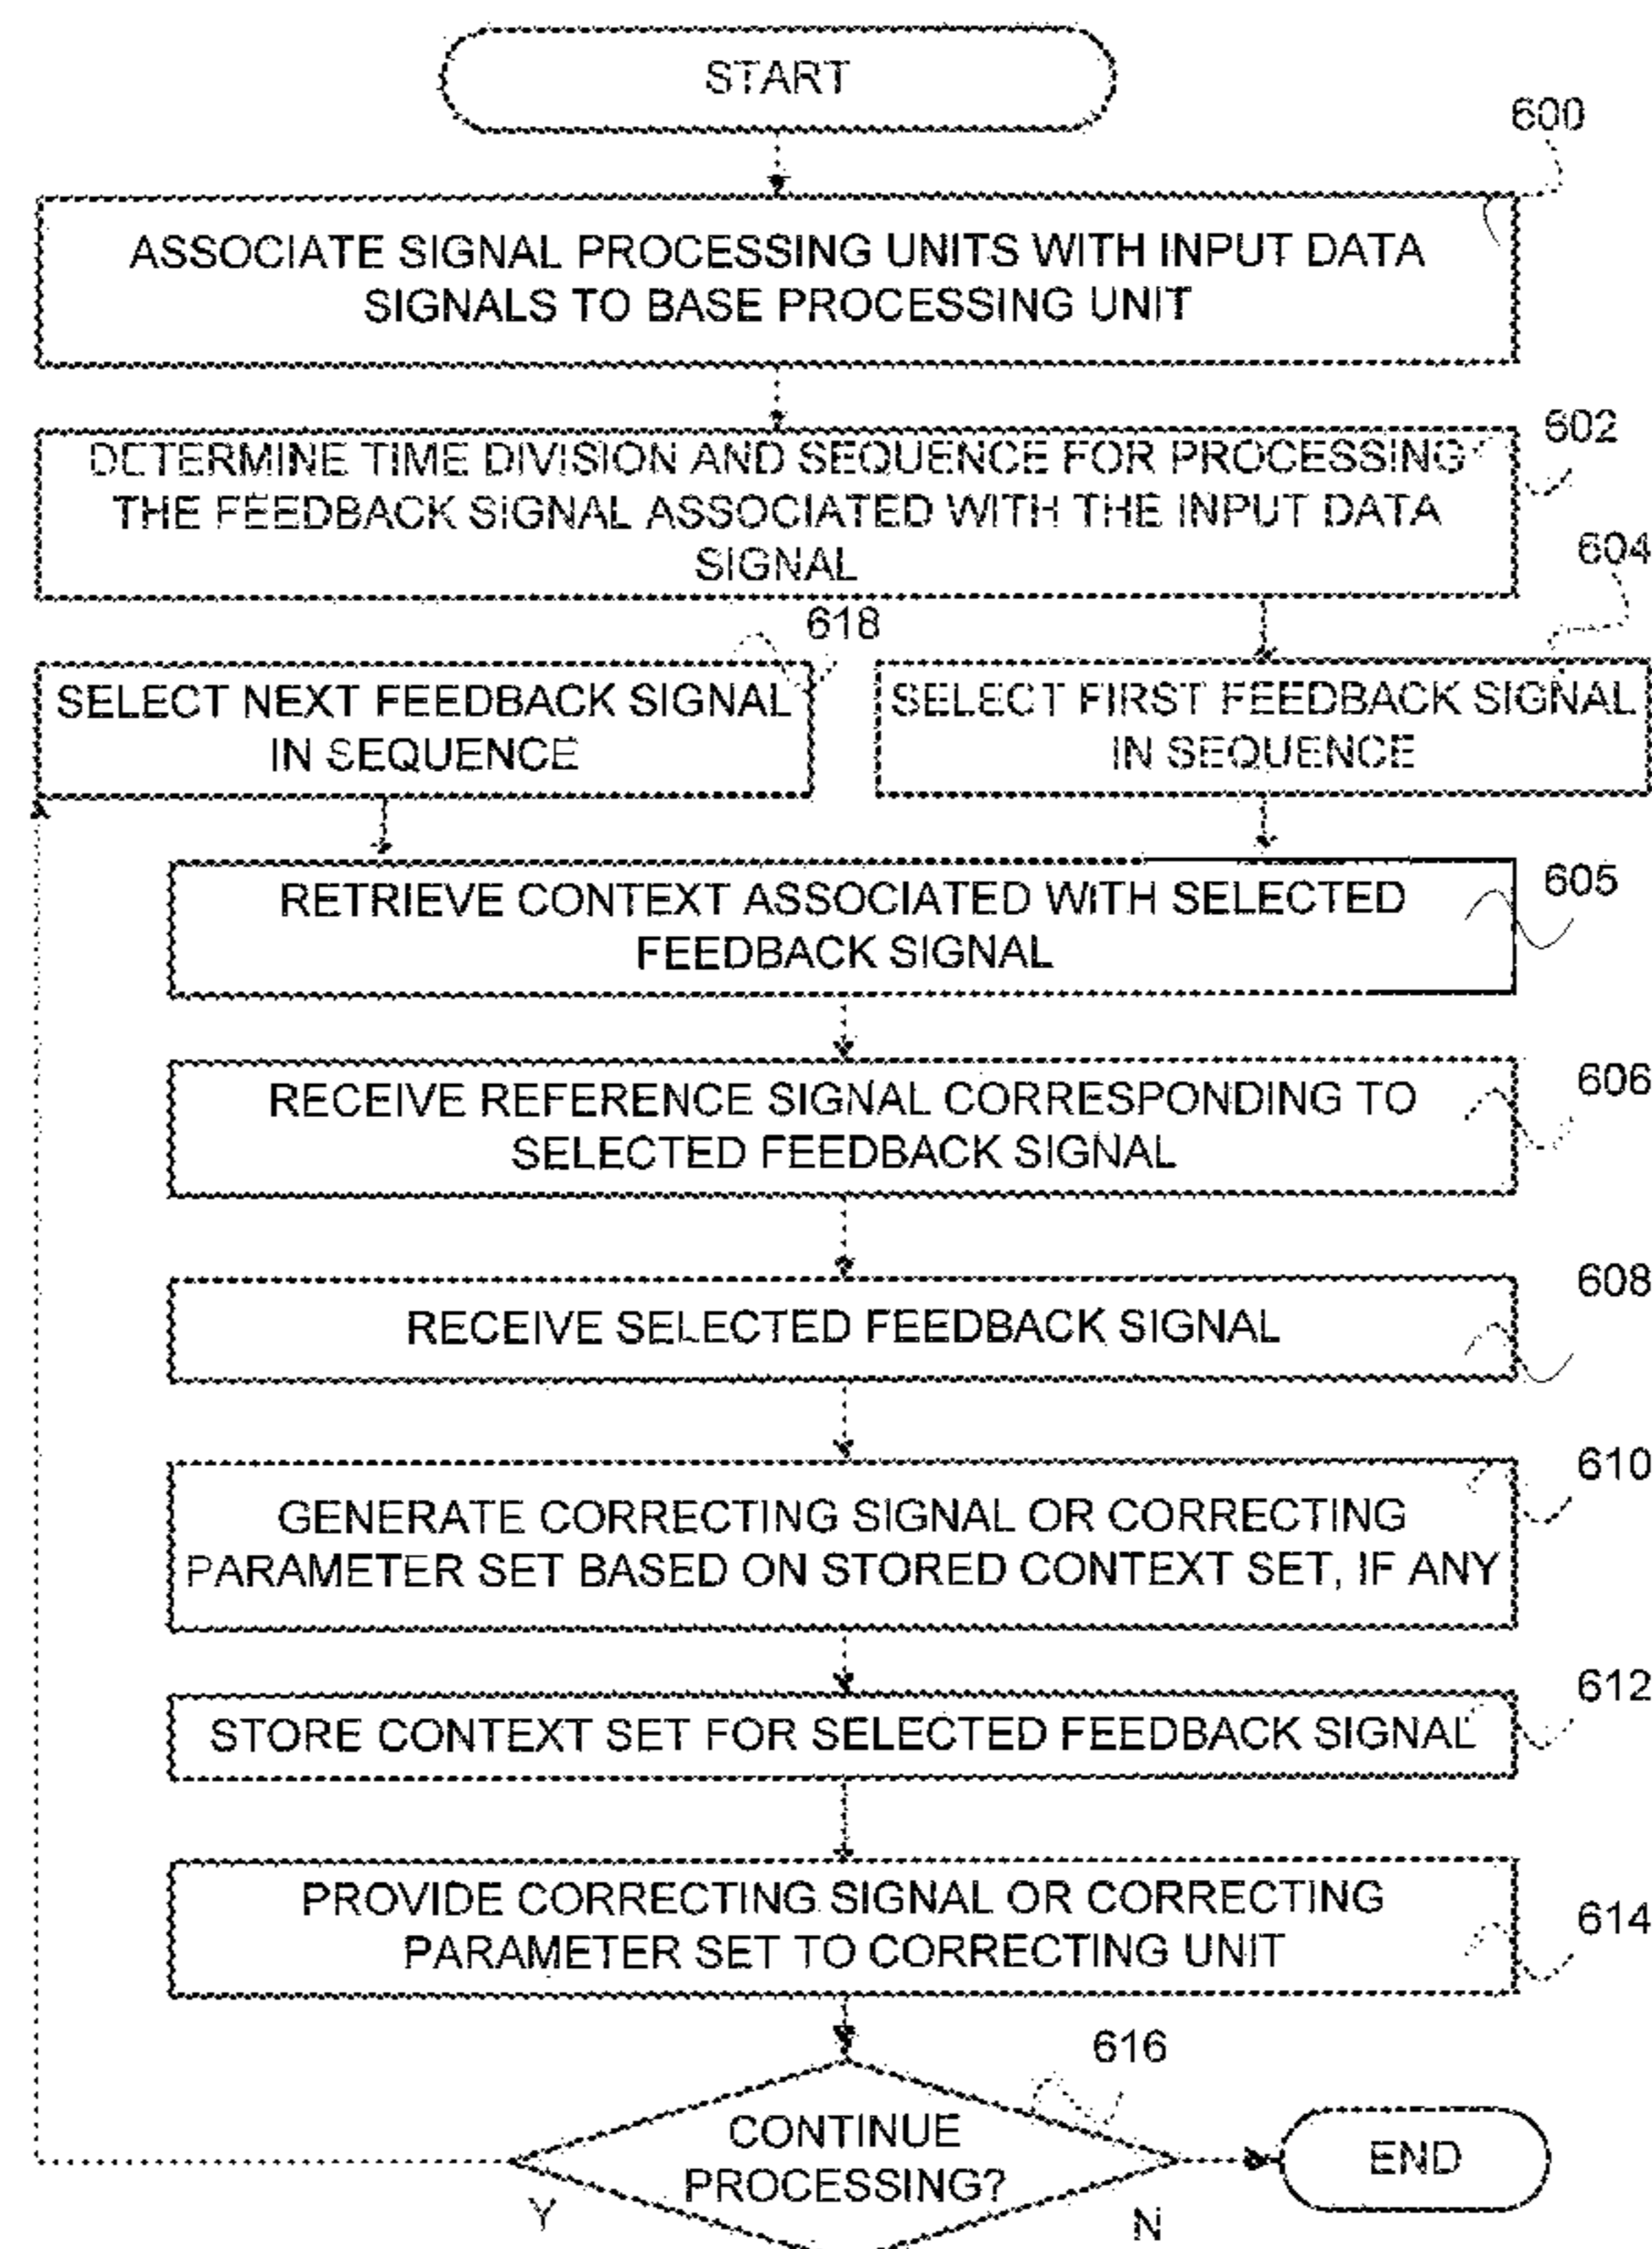 START
600
ASSOCIATE SIGNAL PROCESSING UNITS WITH INPUT DATA
SIGNALS TO BASE PROCESSING UNIT
602
DETERMINE TIME DIVISION AND SEQUENCE FOR PROCESSING
THE FEEDBACK SIGNAL ASSOCIATED WITH THE INPUT DATA
SIGNAL
604
618
SELECT NEXT FEEDBACK SIGNAL
IN SEQUENCE
SELECT FIRST FEEDBACK SIGNAL
IN SEQUENCE
605
RETRIEVE CONTEXT ASSOCIATED WITH SELECTED
FEEDBACK SIGNAL
606
RECEIVE REFERENCE SIGNAL CORRESPONDING TO
SELECTED FEEDBACK SIGNAL
608
RECEIVE SELECTED FEEDBACK SIGNAL
610
GENERATE CORRECTING SIGNAL OR CORRECTING
PARAMETER SET BASED ON STORED CONTEXT SET, IF ANY
612
STORE CONTEXT SET FOR SELECTED FEEDBACK SIGNAL
614
PROVIDE CORRECTING SIGNAL OR CORRECTING
PARAMETER SET TO CORRECTING UNIT
616
CONTINUE
PROCESSING?
END
Y
N